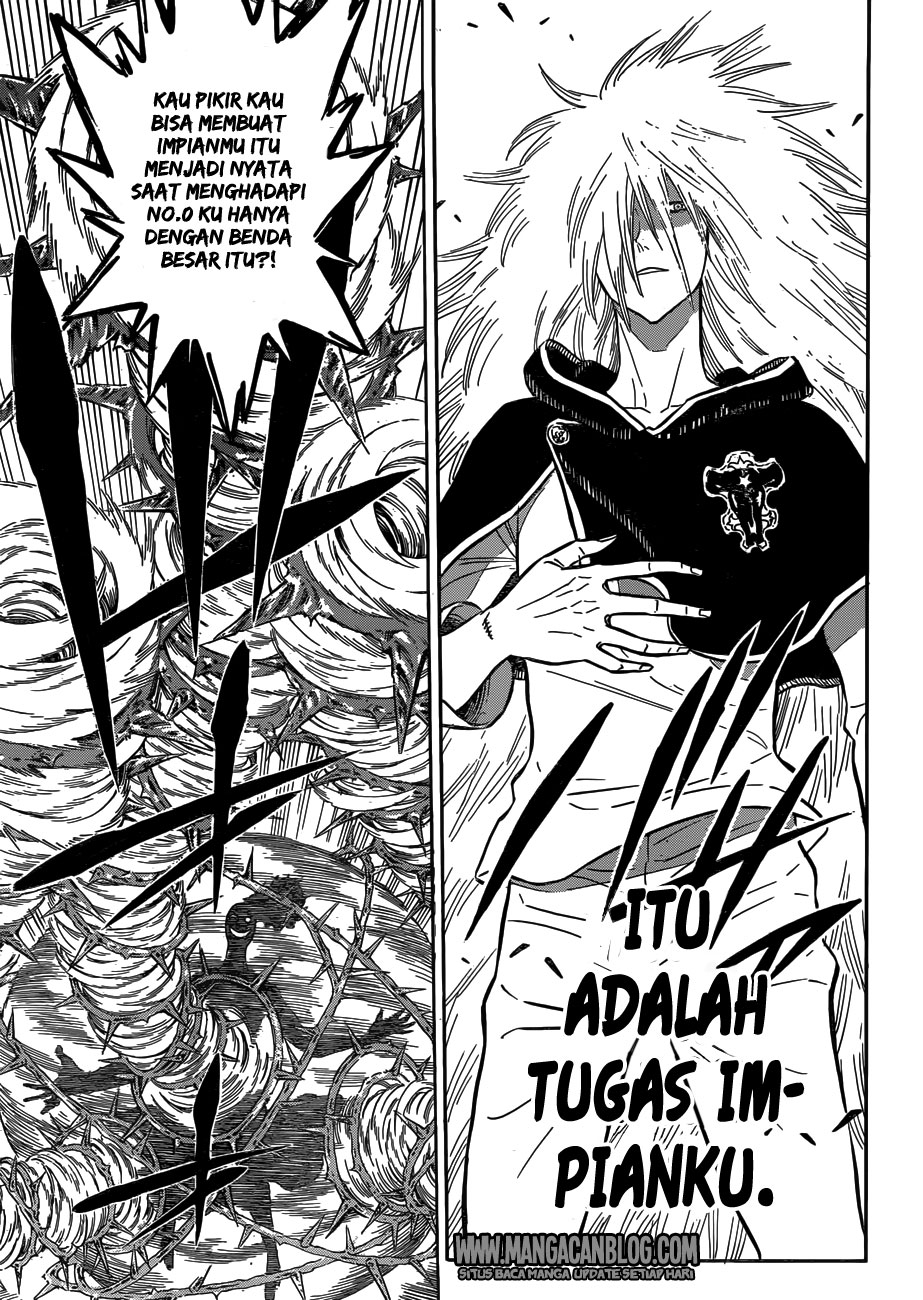 ITU
ADALAH
TUGAS IM-
PIANKU.
KAU PIKIR KAU
BISA MEMBUAT
IMPIANMU ITU
MENJADI NYATA
SAAT MENGHADAPI
NO.0 KU HANYA
DENGAN BENDA
BESAR ITU?!
WWW.MANGACANBLOG.COM
SITUS BACA MANGA UPDATE SETIAP HARI